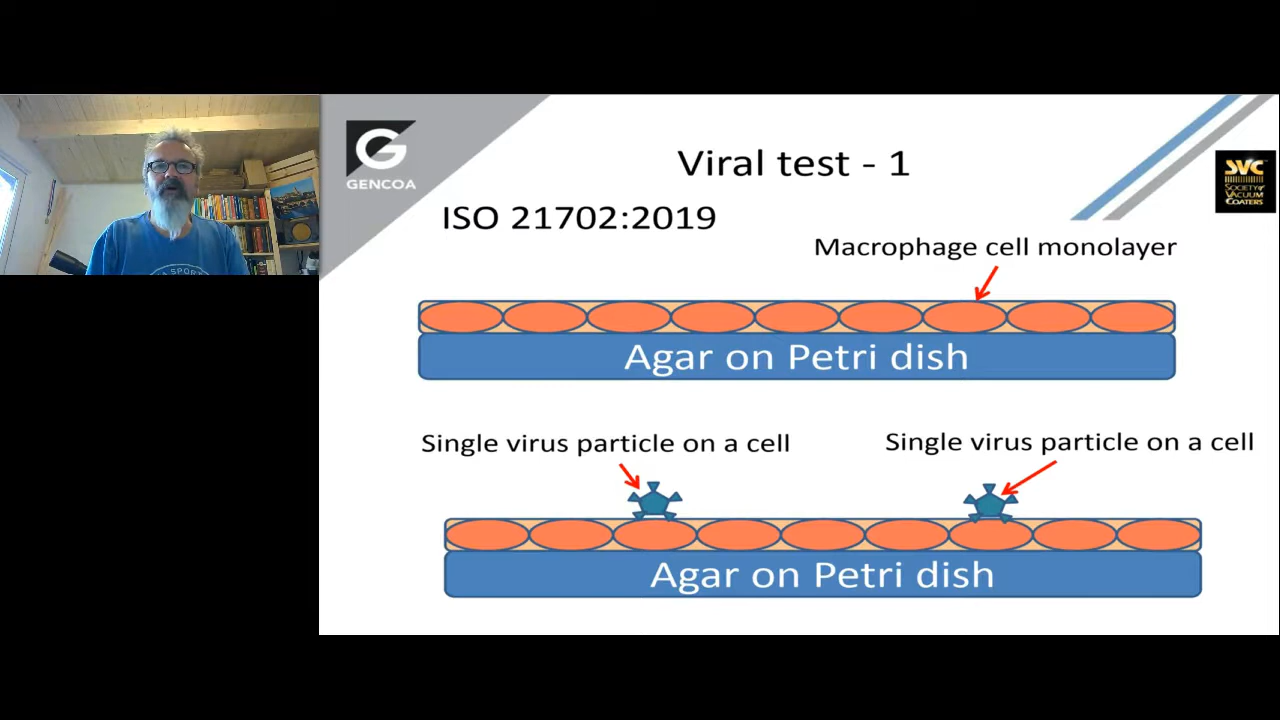 GENCOA
Viral test - 1
SVC
SOCIETY OF
VACUUM
COATERS
ISO 21702:2019
Macrophage cell monolayer
Agar on Petri dish
Single virus particle on a cell
Single virus particle on a cell
Agar on Petri dish